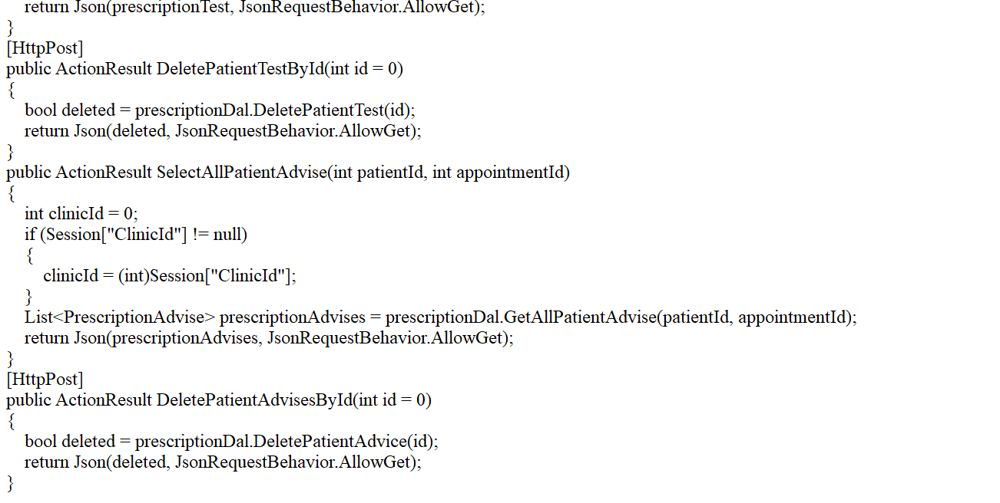 return Json(prescriptionTest, JsonRequestBehavior.AllowGet);
}
[HttpPost]
public ActionResult DeletePatientTestById(int id = 0)
{
bool deleted = prescriptionDal.DeletePatientTest(id);
return Json(deleted, JsonRequestBehavior.AllowGet);
}
public ActionResult SelectAllPatientAdvise(int patientId, int appointmentId)
{
int clinicId = 0;
if (Session["ClinicId"] != null)
{
clinicId = (int)Session["ClinicId"];
}
List<PrescriptionAdvise> prescriptionAdvises = prescriptionDal.GetAllPatientAdvise(patientId, appointmentId);
return Json(prescriptionAdvises, JsonRequestBehavior.AllowGet);
}
[HttpPost]
public ActionResult DeletePatientAdvisesById(int id = 0)
{
bool deleted = prescriptionDal.DeletePatientAdvice(id);
return Json(deleted, JsonRequestBehavior.AllowGet);
}